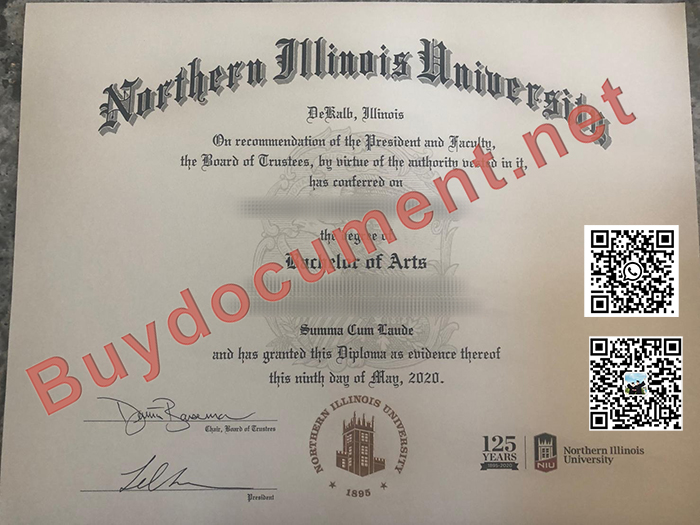 Northern Illinois University
DeKalb, Illinois
On recommendation of the President and Faculty,
the Board of Trustees, by virtue of the authority vested in it,
has conferred on
the degree of
Bachelor of Arts
Summa Cum Laude
and has granted this Diploma as evidence thereof
this ninth day of May, 2020.
Chair, Board of Trustees
President
NORTHERN ILLINOIS UNIVERSITY
1895
125
YEARS
1895-2020
NIU
Northern Illinois
University
Buydocument.net